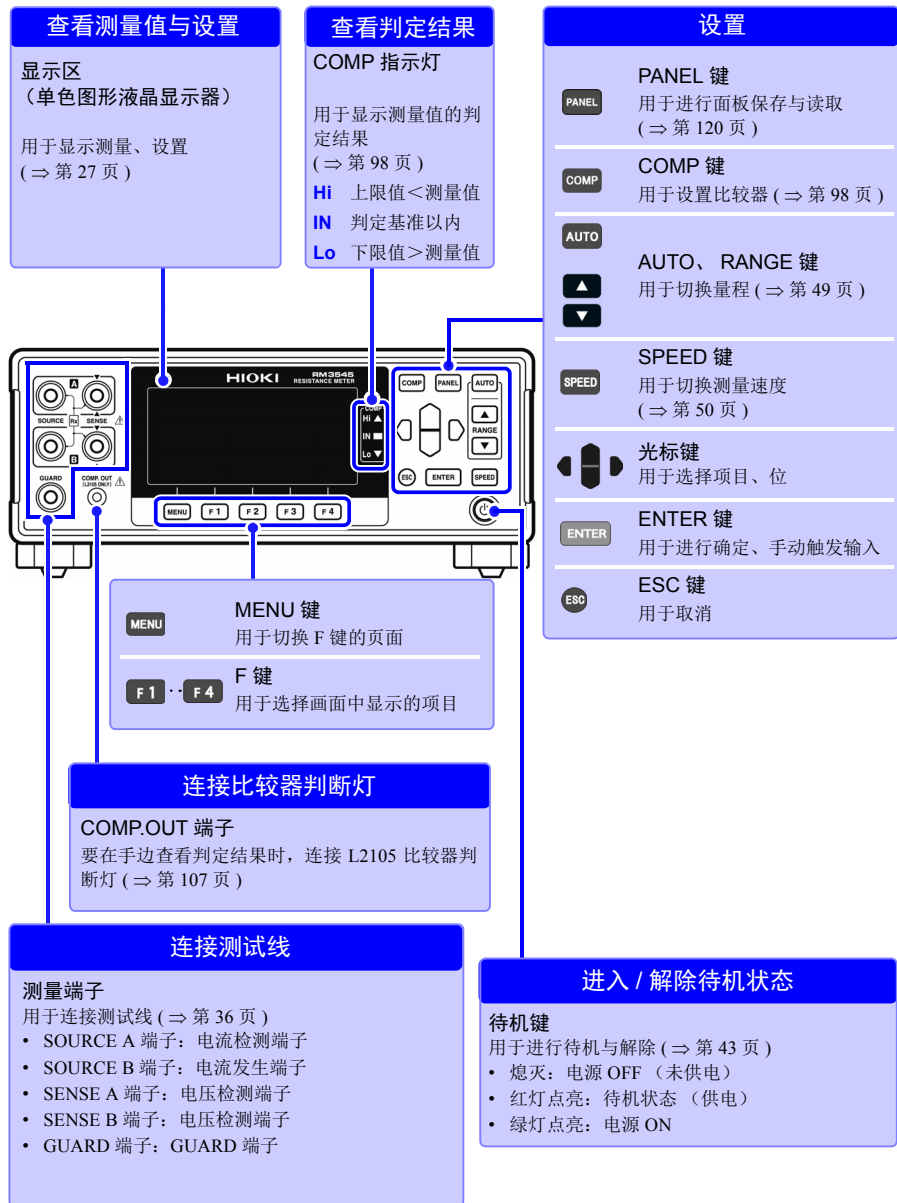 查看测量值与设置
显示区
（单色图形液晶显示器）
用于显示测量、设置
( ⇒ 第 27 页 )
查看判定结果
COMP 指示灯
用于显示测量值的判
定结果
( ⇒ 第 98 页 )
Hi 上限值＜测量值
IN 判定基准以内
Lo 下限值＞测量值
设置
PANEL
PANEL 键
用于进行面板保存与读取
( ⇒ 第 120 页 )
COMP
COMP 键
用于设置比较器 ( ⇒ 第 98 页 )
AUTO
▲
▼
AUTO、 RANGE 键
用于切换量程 ( ⇒ 第 49 页 )
SPEED
SPEED 键
用于切换测量速度
( ⇒ 第 50 页 )
光标键
用于选择项目、位
ENTER
ENTER 键
用于进行确定、手动触发输入
ESC
ESC 键
用于取消
HIOKI
RM3545
RESISTANCE METER
A
SOURCE Rx SENSE
B
GUARD
COMP. OUT
(L2105 ONLY)
COMP
Hi ▲
IN ■
Lo ▼
COMP PANEL AUTO
▲
RANGE
▼
ESC ENTER SPEED
MENU F 1 F 2 F 3 F 4
MENU
MENU 键
用于切换 F 键的页面
F 1 ·· F 4
F 键
用于选择画面中显示的项目
连接比较器判断灯
COMP.OUT 端子
要在手边查看判定结果时，连接 L2105 比较器判
断灯 ( ⇒ 第 107 页 )
连接测试线
测量端子
用于连接测试线 ( ⇒ 第 36 页 )
• SOURCE A 端子：电流检测端子
• SOURCE B 端子：电流发生端子
• SENSE A 端子：电压检测端子
• SENSE B 端子：电压检测端子
• GUARD 端子：GUARD 端子
进入 / 解除待机状态
待机键
用于进行待机与解除 ( ⇒ 第 43 页 )
• 熄灭：电源 OFF （未供电）
• 红灯点亮：待机状态 （供电）
• 绿灯点亮：电源 ON